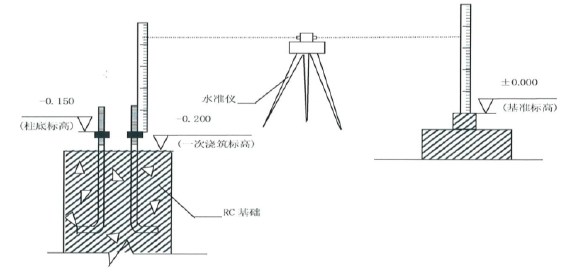 水准仪
±0.000
(基准标高)
-0.150
(柱底标高)
-0.200
(一次浇筑标高)
RC 基础